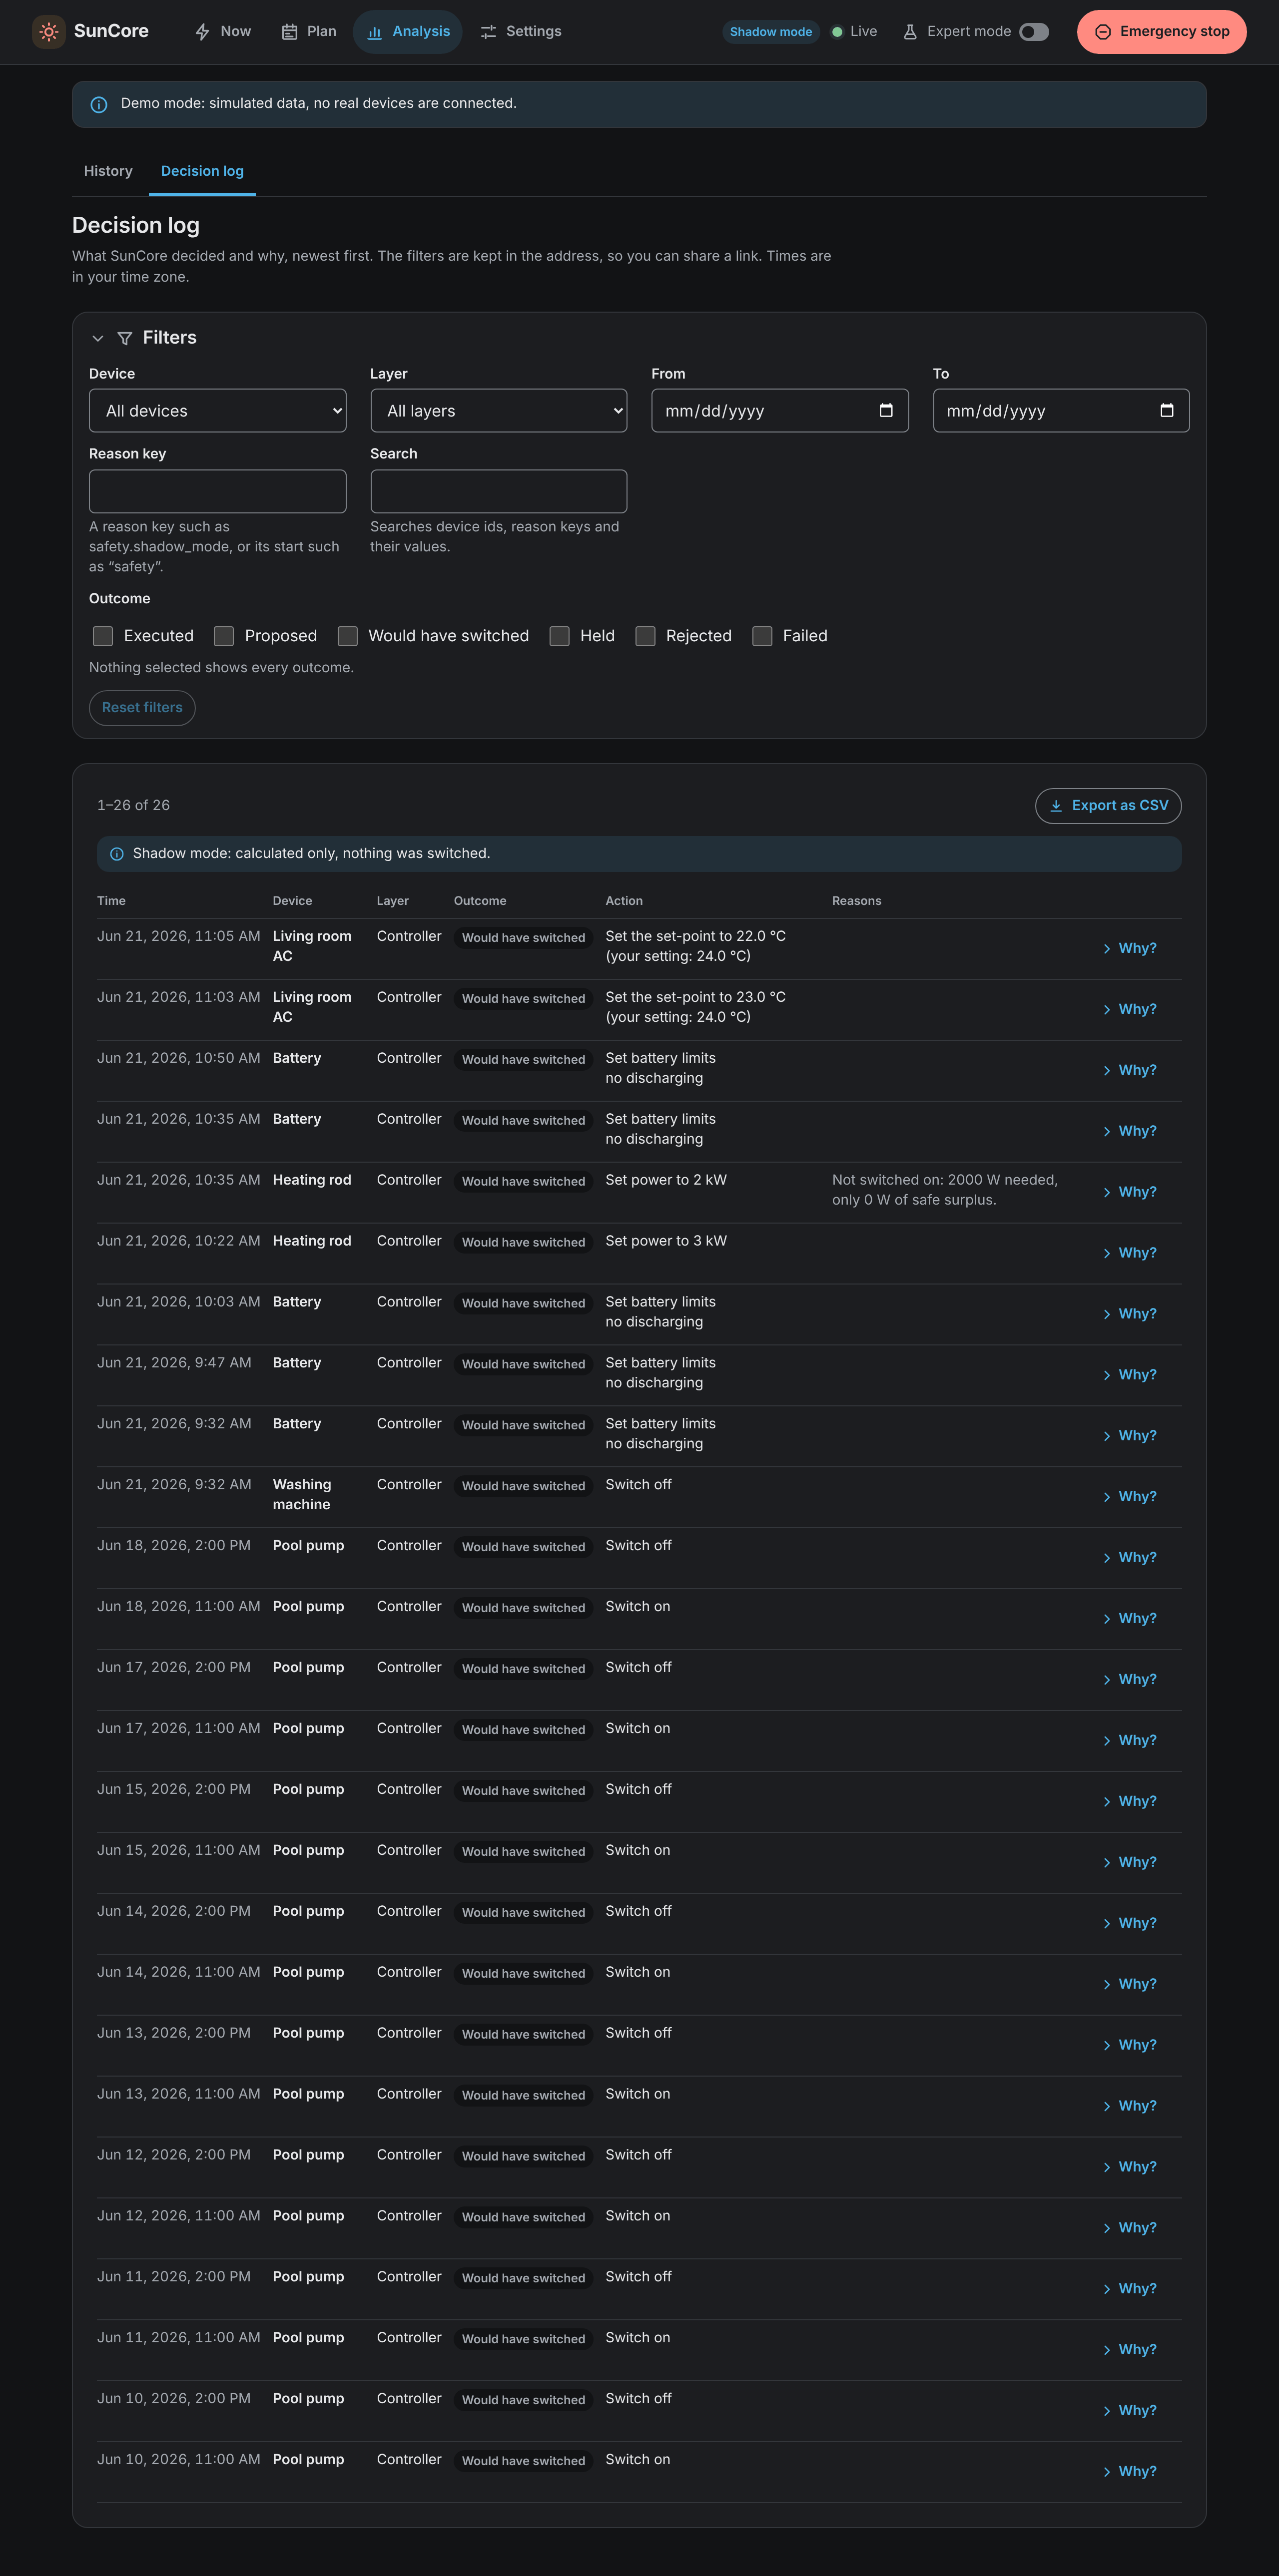 SunCore
Now
Plan
Analysis
Settings
Shadow mode
Live
Expert mode
Emergency stop
Demo mode: simulated data, no real devices are connected.
History
Decision log
Decision log
What SunCore decided and why, newest first. The filters are kept in the address, so you can share a link. Times are
in your time zone.
Filters
Device
Layer
From
To
All devices
All layers
mm/dd/yyyy
mm/dd/yyyy
Reason key
Search
A reason key such as
safety.shadow_mode, or its start such
as “safety”.
Searches device ids, reason keys and
their values.
Outcome
Executed
Proposed
Would have switched
Held
Rejected
Failed
Nothing selected shows every outcome.
Reset filters
1–26 of 26
Export as CSV
Shadow mode: calculated only, nothing was switched.
Time Device Layer Outcome Action Reasons
Jun 21, 2026, 11:05 AM Living room AC Controller Would have switched Set the set-point to 22.0 °C (your setting: 24.0 °C) Why?
Jun 21, 2026, 11:03 AM Living room AC Controller Would have switched Set the set-point to 23.0 °C (your setting: 24.0 °C) Why?
Jun 21, 2026, 10:50 AM Battery Controller Would have switched Set battery limits no discharging Why?
Jun 21, 2026, 10:35 AM Battery Controller Would have switched Set battery limits no discharging Why?
Jun 21, 2026, 10:35 AM Heating rod Controller Would have switched Set power to 2 kW Not switched on: 2000 W needed, only 0 W of safe surplus. Why?
Jun 21, 2026, 10:22 AM Heating rod Controller Would have switched Set power to 3 kW Why?
Jun 21, 2026, 10:03 AM Battery Controller Would have switched Set battery limits no discharging Why?
Jun 21, 2026, 9:47 AM Battery Controller Would have switched Set battery limits no discharging Why?
Jun 21, 2026, 9:32 AM Battery Controller Would have switched Set battery limits no discharging Why?
Jun 21, 2026, 9:32 AM Washing machine Controller Would have switched Switch off Why?
Jun 18, 2026, 2:00 PM Pool pump Controller Would have switched Switch off Why?
Jun 18, 2026, 11:00 AM Pool pump Controller Would have switched Switch on Why?
Jun 17, 2026, 2:00 PM Pool pump Controller Would have switched Switch off Why?
Jun 17, 2026, 11:00 AM Pool pump Controller Would have switched Switch on Why?
Jun 15, 2026, 2:00 PM Pool pump Controller Would have switched Switch off Why?
Jun 15, 2026, 11:00 AM Pool pump Controller Would have switched Switch on Why?
Jun 14, 2026, 2:00 PM Pool pump Controller Would have switched Switch off Why?
Jun 14, 2026, 11:00 AM Pool pump Controller Would have switched Switch on Why?
Jun 13, 2026, 2:00 PM Pool pump Controller Would have switched Switch off Why?
Jun 13, 2026, 11:00 AM Pool pump Controller Would have switched Switch on Why?
Jun 12, 2026, 2:00 PM Pool pump Controller Would have switched Switch off Why?
Jun 12, 2026, 11:00 AM Pool pump Controller Would have switched Switch on Why?
Jun 11, 2026, 2:00 PM Pool pump Controller Would have switched Switch off Why?
Jun 11, 2026, 11:00 AM Pool pump Controller Would have switched Switch on Why?
Jun 10, 2026, 2:00 PM Pool pump Controller Would have switched Switch off Why?
Jun 10, 2026, 11:00 AM Pool pump Controller Would have switched Switch on Why?